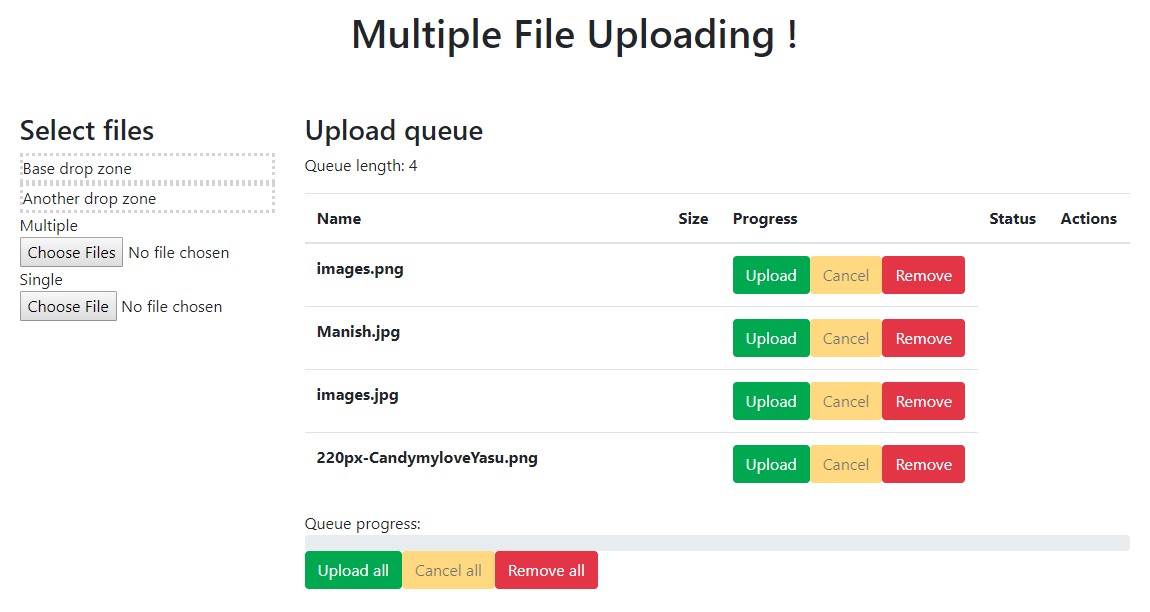 Multiple File Uploading !
Select files
Base drop zone
Another drop zone
Multiple
Choose Files No file chosen
Single
Choose File No file chosen
Upload queue
Queue length: 4
Name Size Progress Status Actions
images.png Upload Cancel Remove
Manish.jpg Upload Cancel Remove
images.jpg Upload Cancel Remove
220px-CandymyloveYasu.png Upload Cancel Remove
Queue progress:
Upload all Cancel all Remove all